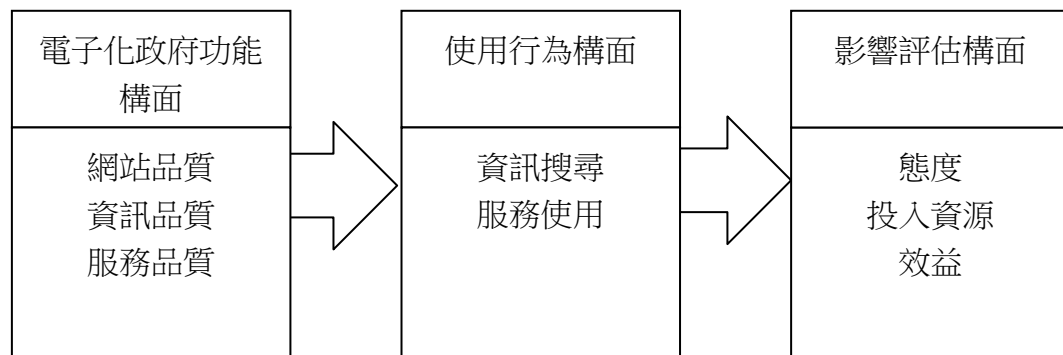 電子化政府功能
構面
網站品質
資訊品質
服務品質
使用行為構面
資訊搜尋
服務使用
影響評估構面
態度
投入資源
效益